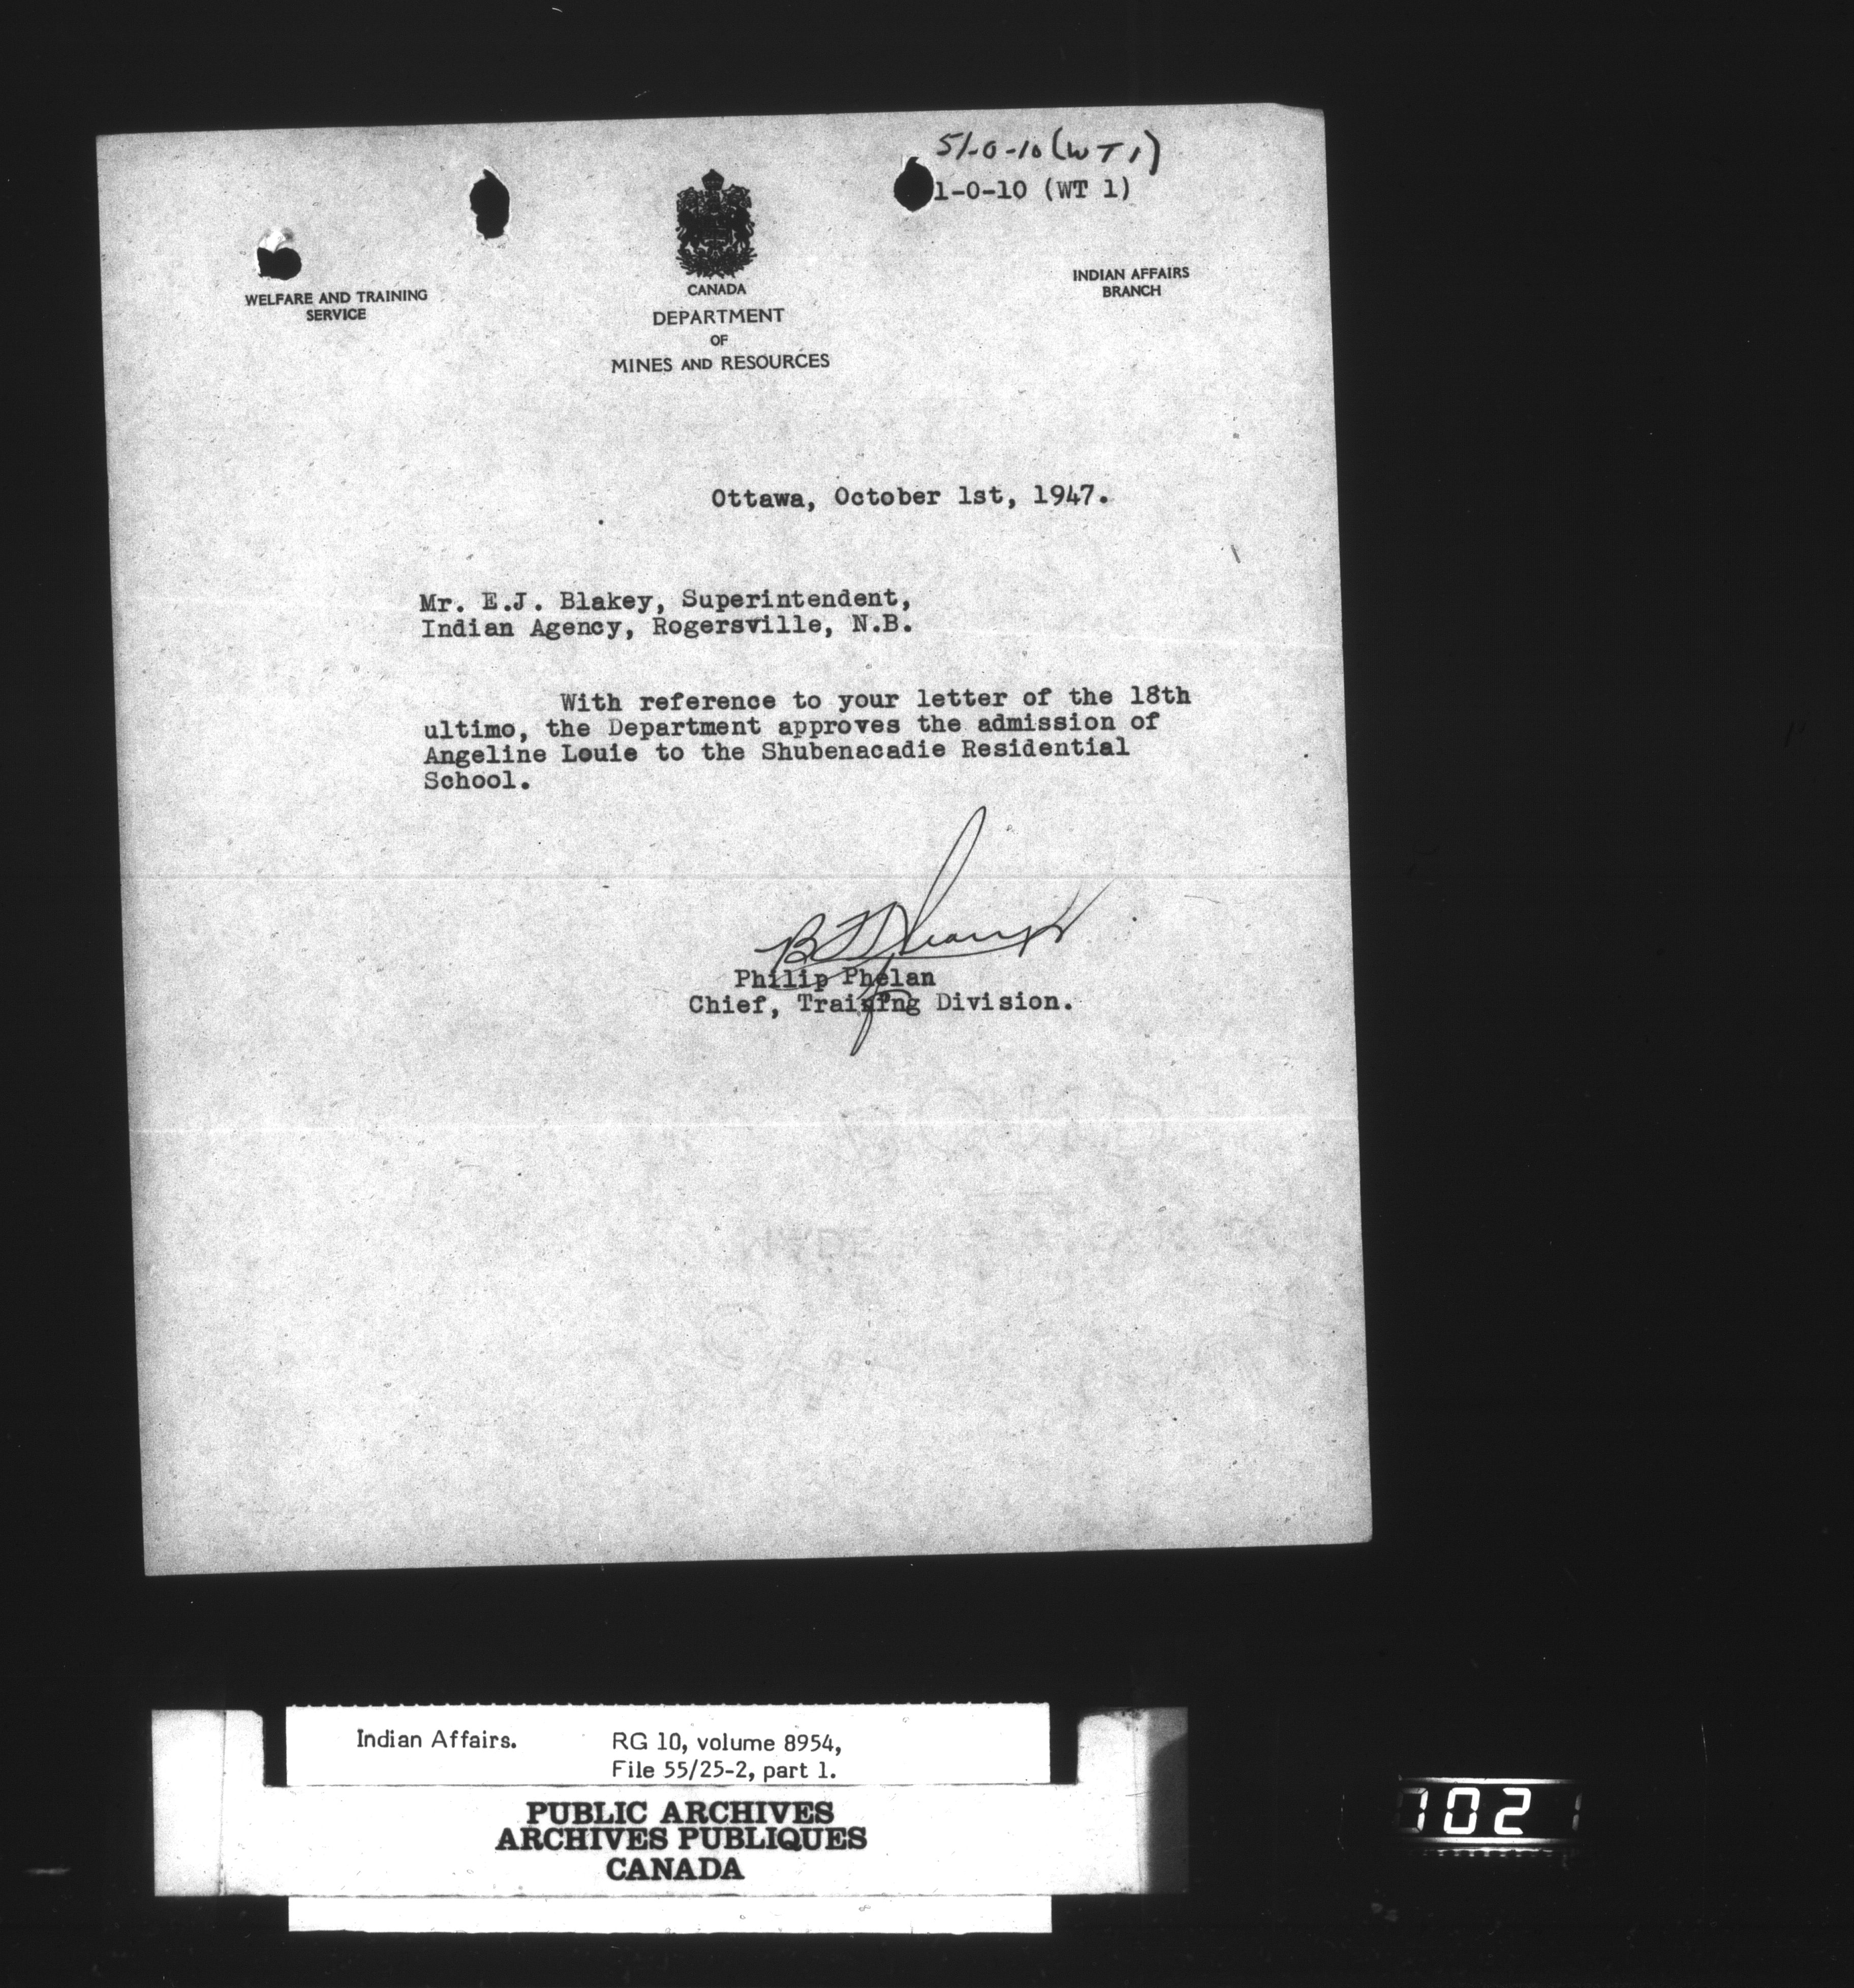 51-0-10 (WT1)
1-0-10 (WT 1)
WELFARE AND TRAINING
SERVICE
CANADA
DEPARTMENT
OF
MINES AND RESOURCES
INDIAN AFFAIRS
BRANCH
Ottawa, October 1st, 1947.
Mr. E.J. Blakey, Superintendent,
Indian Agency, Rogersville, N.B.
With reference to your letter of the 18th
ultimo, the Department approves the admission of
Angeline Louie to the Shubenacadie Residential
School.
Philip Phelan
Chief, Training Division.
Indian Affairs.
RG 10, volume 8954,
File 55/25-2, part 1.
PUBLIC ARCHIVES
ARCHIVES PUBLIQUES
CANADA
1021